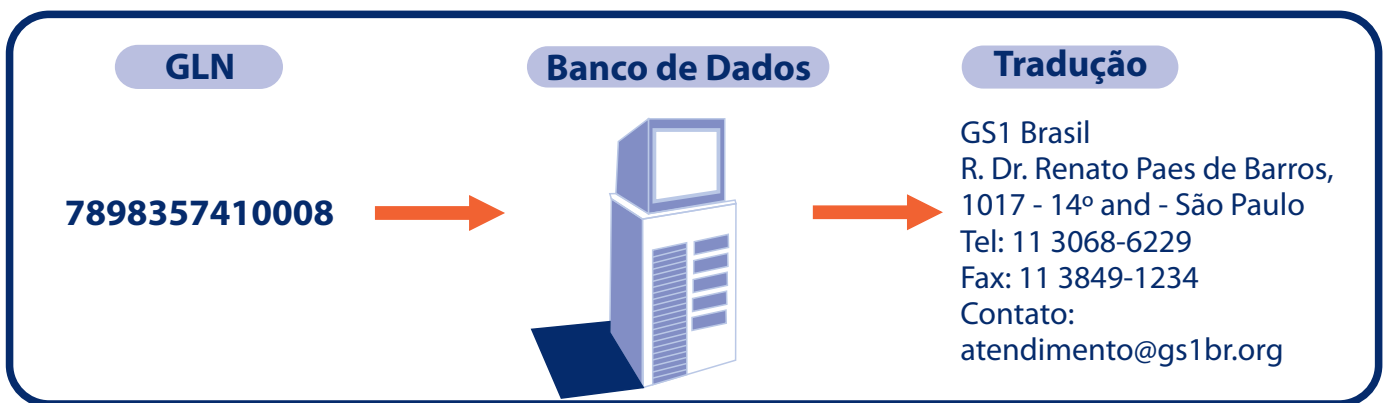 GLN
Banco de Dados
Tradução
7898357410008
GS1 Brasil
R. Dr. Renato Paes de Barros,
1017 - 14º and - São Paulo
Tel: 11 3068-6229
Fax: 11 3849-1234
Contato:
atendimento@gs1br.org